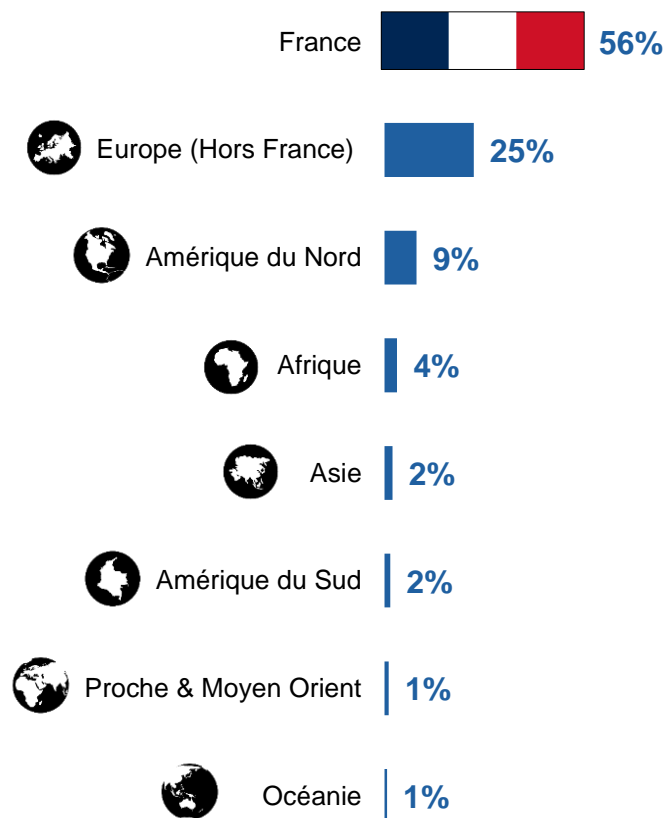 France 56%
Europe (Hors France) 25%
Amérique du Nord 9%
Afrique 4%
Asie 2%
Amérique du Sud 2%
Proche & Moyen Orient 1%
Océanie 1%